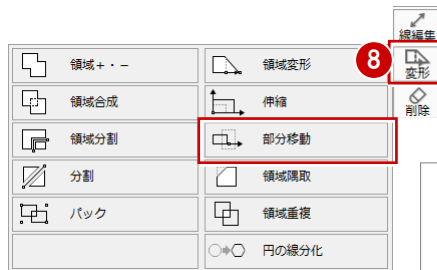 線編集
8
変形
削除
領域＋・－
領域変形
領域合成
伸縮
領域分割
部分移動
分割
領域隅取
パック
領域重複
円の線分化